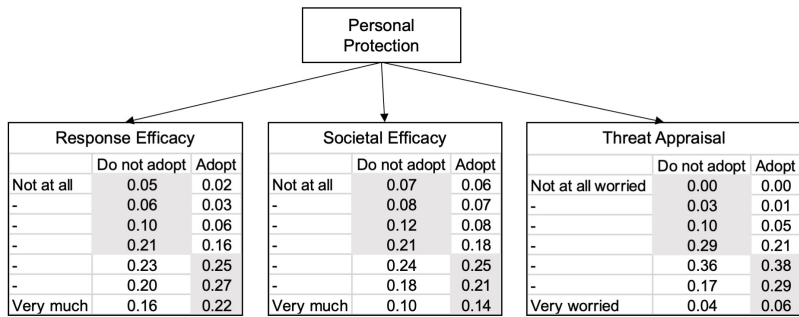 Personal
Protection
Response Efficacy
Do not adopt Adopt
Not at all 0.05 0.02
- 0.06 0.03
- 0.10 0.06
- 0.21 0.16
- 0.23 0.25
- 0.20 0.27
Very much 0.16 0.22
Societal Efficacy
Do not adopt Adopt
Not at all 0.07 0.06
- 0.08 0.07
- 0.12 0.08
- 0.21 0.18
- 0.24 0.25
- 0.18 0.21
Very much 0.10 0.14
Threat Appraisal
Do not adopt Adopt
Not at all worried 0.00 0.00
- 0.03 0.01
- 0.10 0.05
- 0.29 0.21
- 0.36 0.38
- 0.17 0.29
Very worried 0.04 0.06